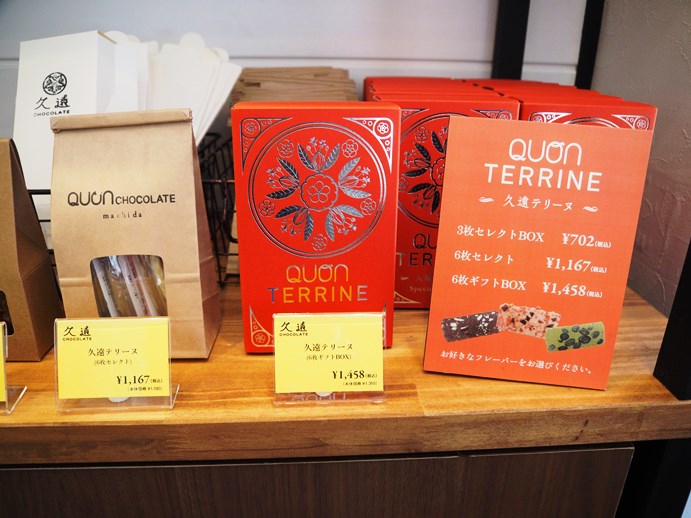 久遠
CHOCOLATE
QUON CHOCOLATE
machida
久遠
CHOCOLATE
久遠テリーヌ
(6枚セレクト)
¥1,167(税込)
QUON
TERRINE
久遠
CHOCOLATE
久遠テリーヌ
(6枚ギフトBOX)
¥1,458(税込)
QUON
TERRINE
久遠テリーヌ
3枚セレクトBOX ¥702(税込)
6枚セレクト ¥1,167(税込)
6枚ギフトBOX ¥1,458(税込)
お好きなフレーバーをお選びください。